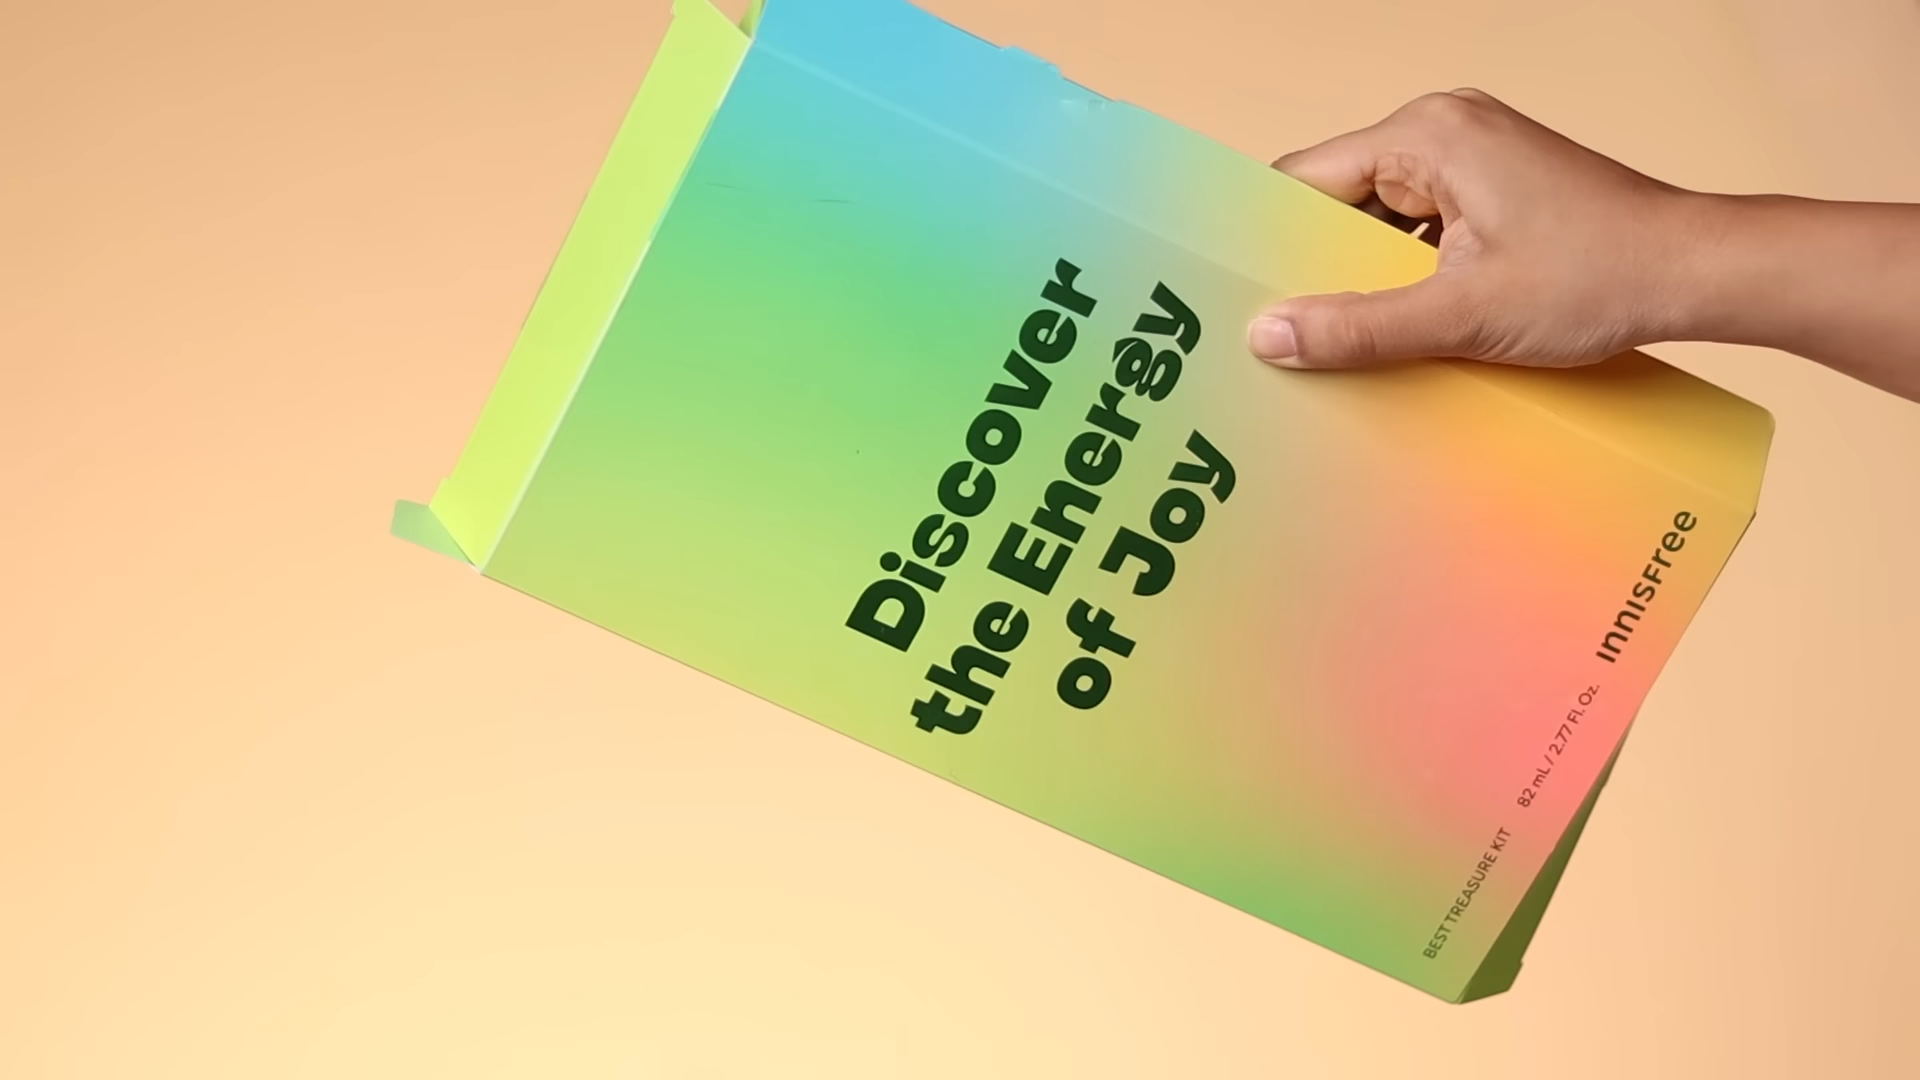 Discover
the Energy
of Joy
BEST TREASURE KIT
82 mL / 2.77 Fl. Oz.
INNISFree